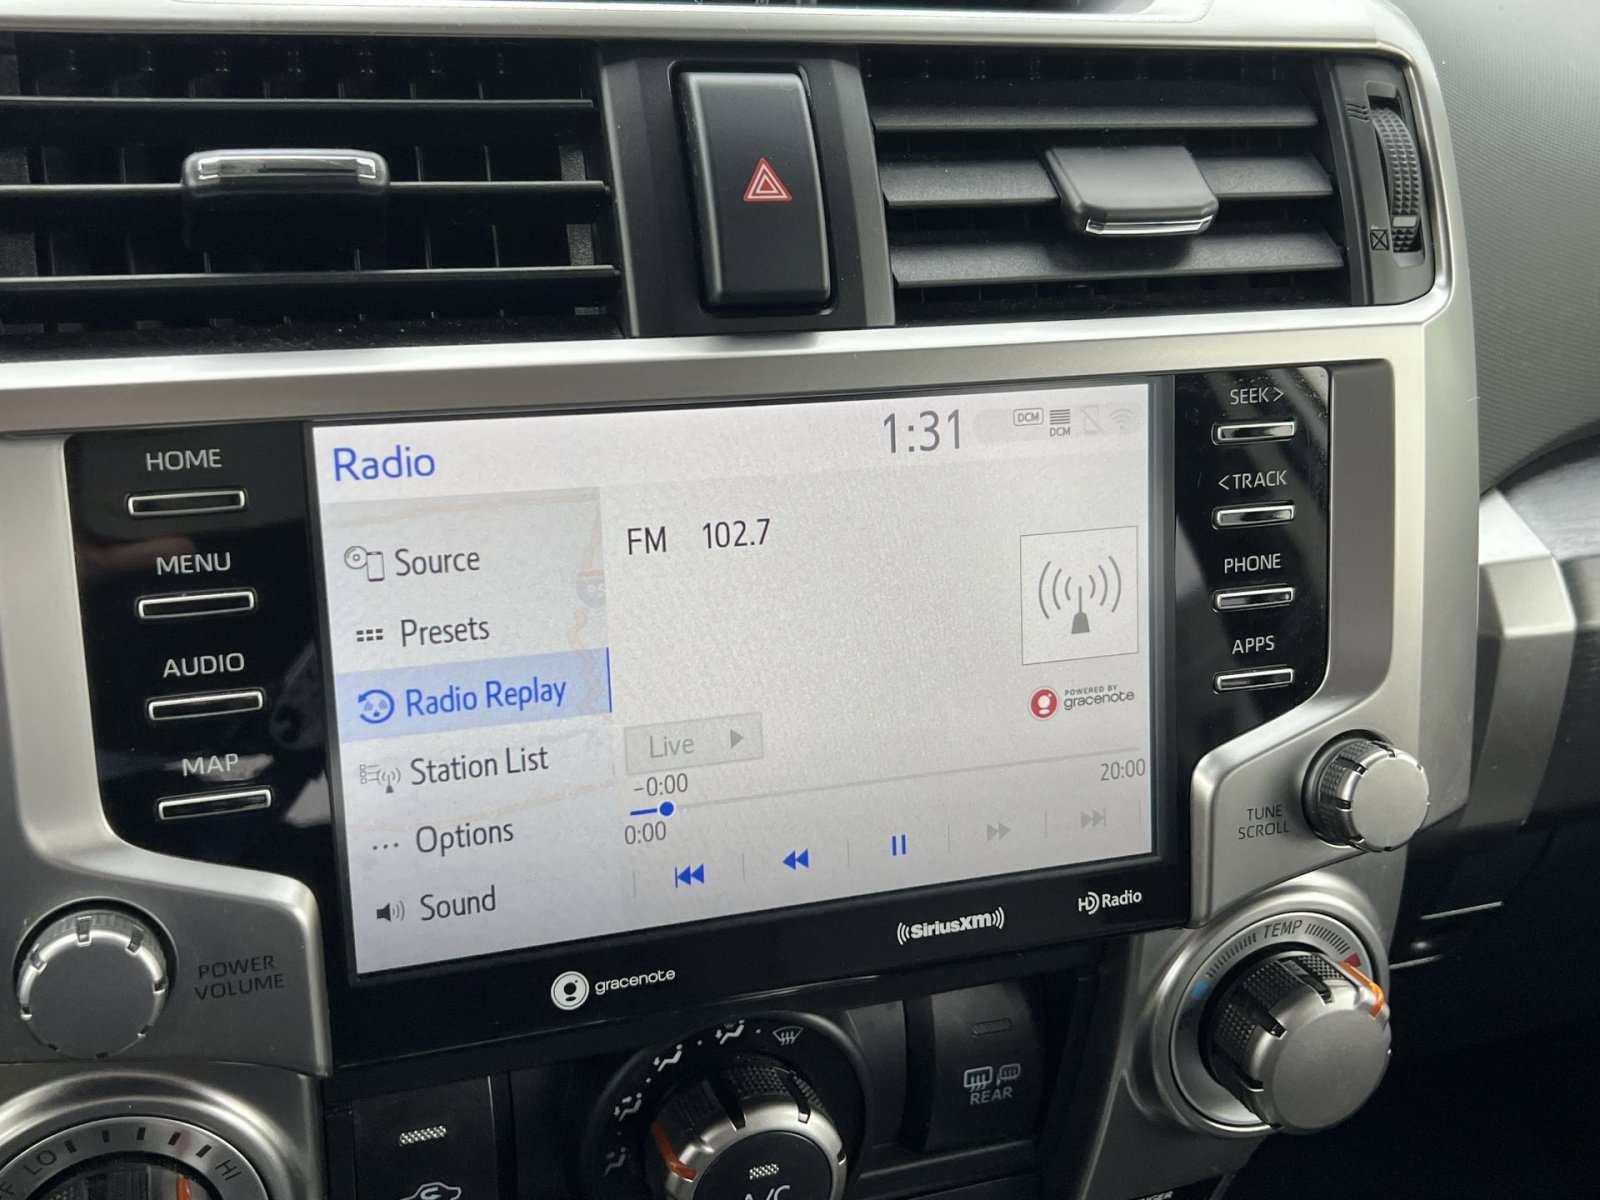 HOME
MENU
AUDIO
MAP
POWER
VOLUME
Radio
1:31
DCM
DCM
Source
Presets
Radio Replay
Station List
Options
Sound
FM 102.7
POWERED BY
gracenote
Live
-0:00
0:00
20:00
gracenote
((SiriusXM))
HD Radio
SEEK >
< TRACK
PHONE
APPS
TUNE
SCROLL
TEMP
REAR
LO
HI
A/C